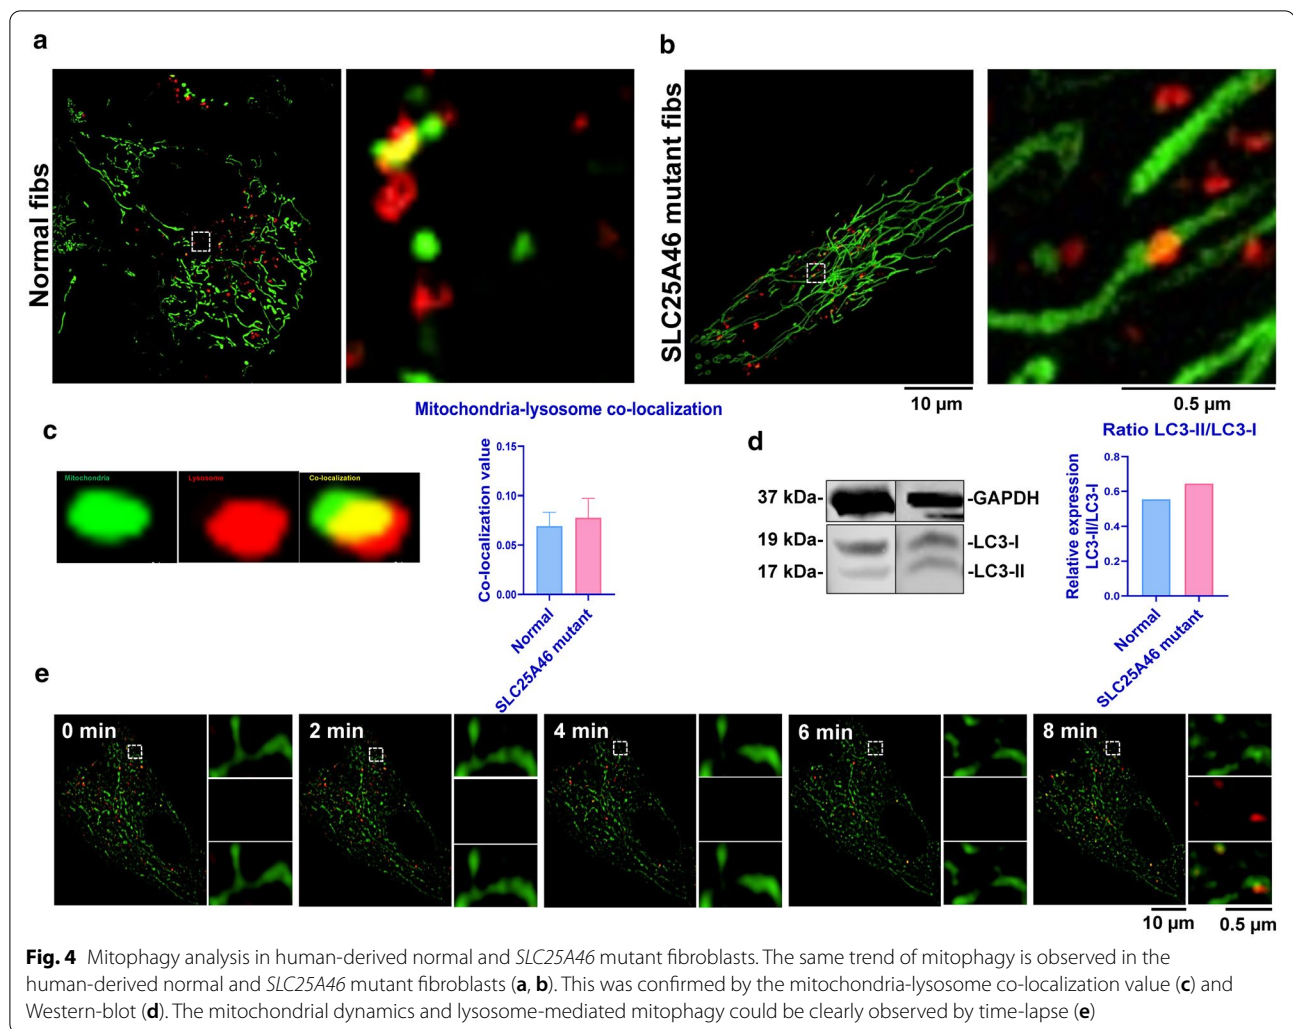 a
b
Normal fibs
SLC25A46 mutant fibs
10 µm
0.5 µm
c
Mitochondria-lysosome co-localization
Mitochondria
Lysosome
Co-localization
Co-localization value
0.15
0.10
0.05
0.00
Normal
SLC25A46 mutant
d
37 kDa-
-GAPDH
19 kDa-
-LC3-I
17 kDa-
-LC3-II
Ratio LC3-II/LC3-I
Relative expression
LC3-II/LC3-I
0.8
0.6
0.4
0.2
0.0
Normal
SLC25A46 mutant
e
0 min
2 min
4 min
6 min
8 min
10 µm
0.5 µm
Fig. 4 Mitophagy analysis in human-derived normal and SLC25A46 mutant fibroblasts. The same trend of mitophagy is observed in the
human-derived normal and SLC25A46 mutant fibroblasts (a, b). This was confirmed by the mitochondria-lysosome co-localization value (c) and
Western-blot (d). The mitochondrial dynamics and lysosome-mediated mitophagy could be clearly observed by time-lapse (e)